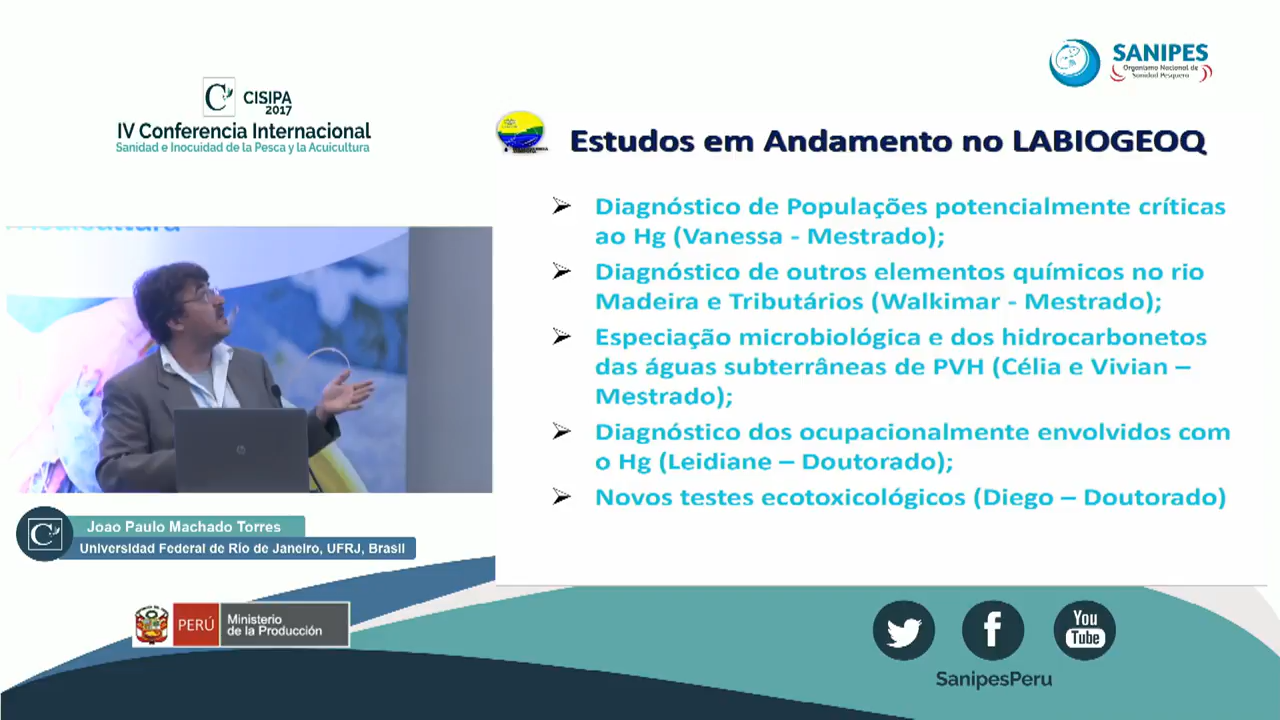 CISIPA
2017
IV Conferencia Internacional
Sanidad e Inocuidad de la Pesca y la Acuicultura
SANIPES
Organismo Nacional de
Sanidad Pesquera
Estudos em Andamento no LABIOGEOQ
Diagnóstico de Populações potencialmente críticas
ao Hg (Vanessa - Mestrado);
Diagnóstico de outros elementos químicos no rio
Madeira e Tributários (Walkimar - Mestrado);
Especiação microbiológica e dos hidrocarbonetos
das águas subterrâneas de PVH (Célia e Vivian –
Mestrado);
Diagnóstico dos ocupacionalmente envolvidos com
o Hg (Leidiane – Doutorado);
Novos testes ecotoxicológicos (Diego – Doutorado)
hp
Joao Paulo Machado Torres
Universidad Federal de Río de Janeiro, UFRJ, Brasil
PERÚ
Ministerio
de la Producción
You
Tube
SanipesPeru